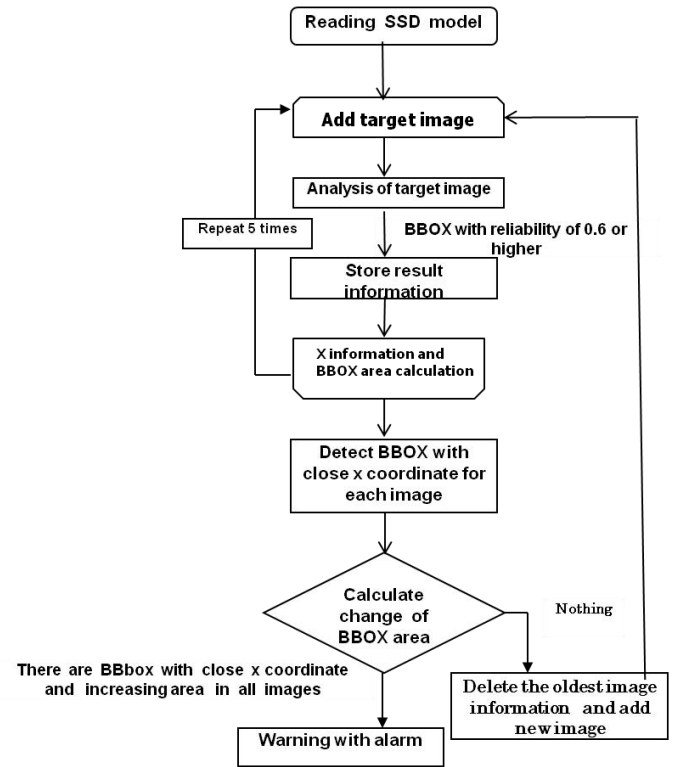 Reading SSD model
Add target image
Analysis of target image
Repeat 5 times
BBOX with reliability of 0.6 or
higher
Store result
information
X information and
BBOX area calculation
Detect BBOX with
close x coordinate for
each image
Calculate
change of
BBOX area
Nothing
There are BBbox with close x coordinate
and increasing area in all images
Delete the oldest image
information and add
new image
Warning with alarm